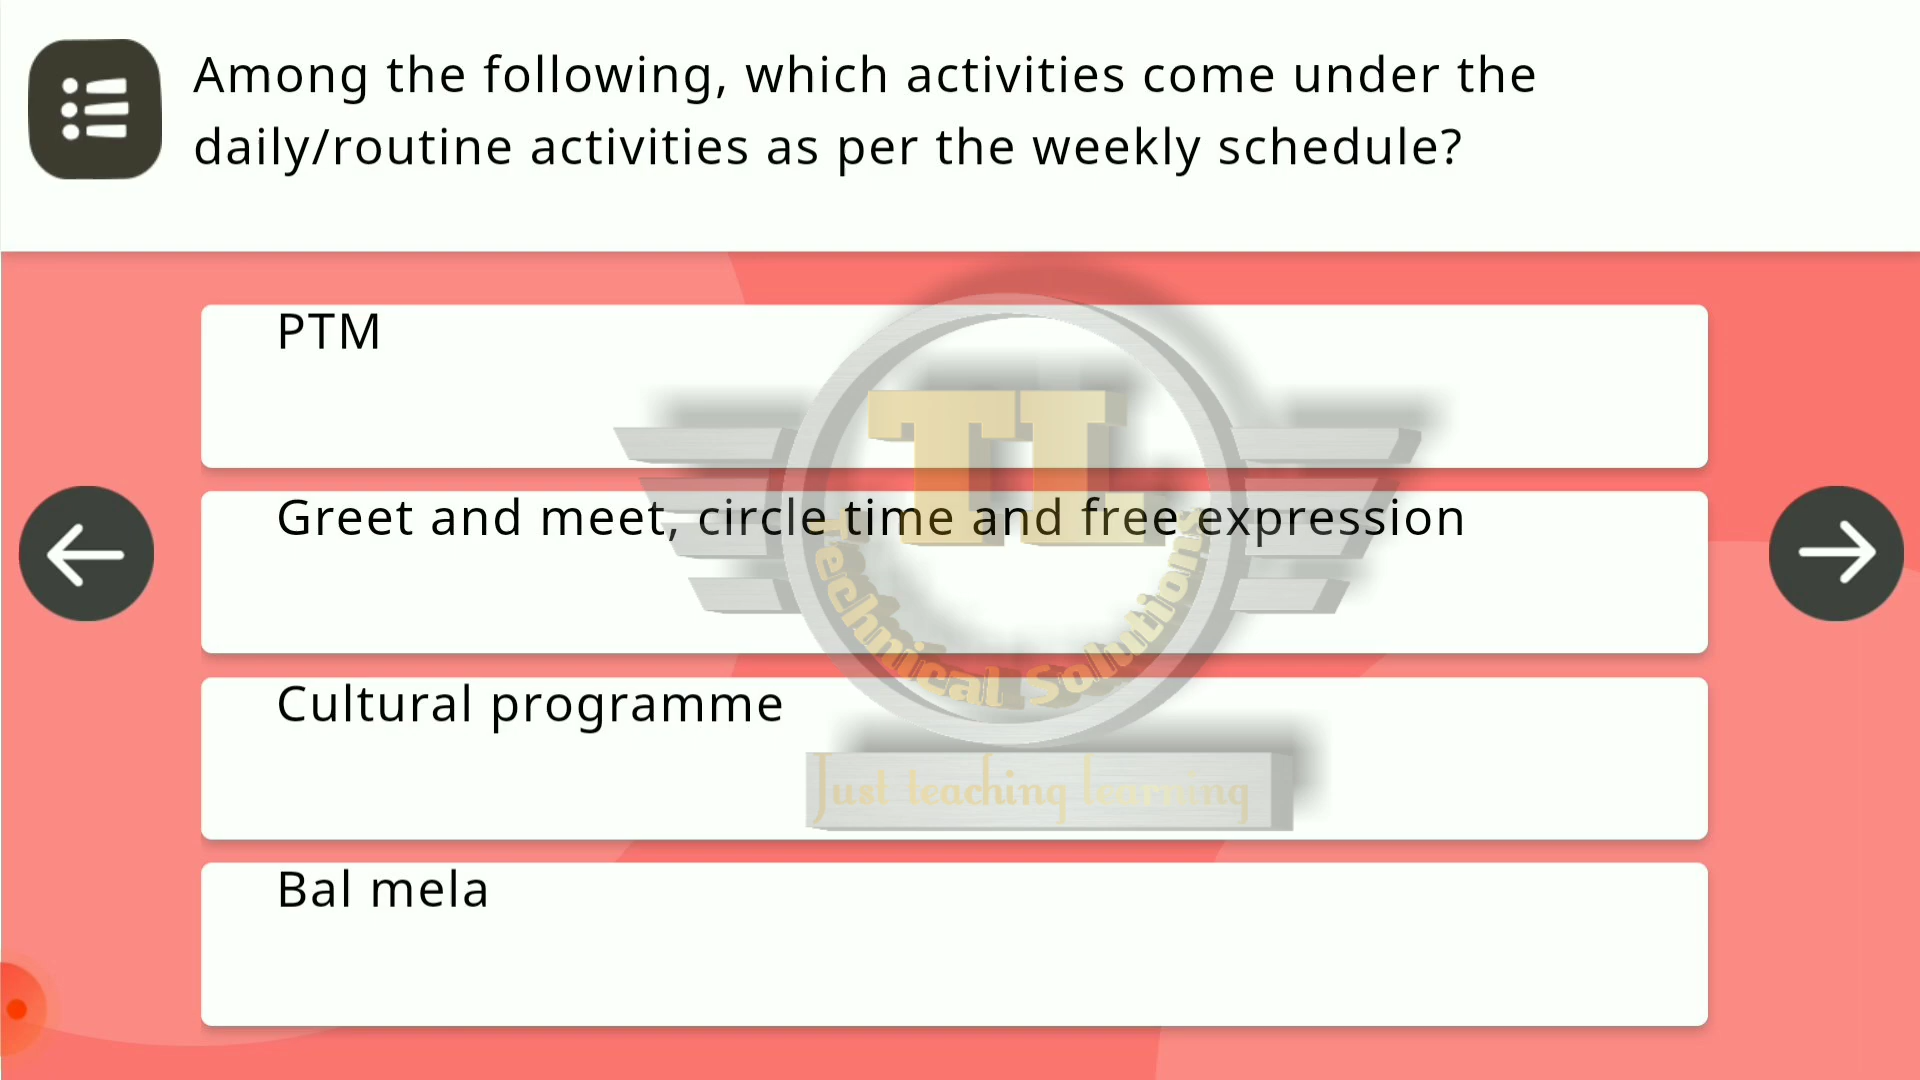 Among the following, which activities come under the
daily/routine activities as per the weekly schedule?
PTM
TL
Greet and meet, circle time and free expression
Technical Solutions
Cultural programme
Just teaching learning
Bal mela